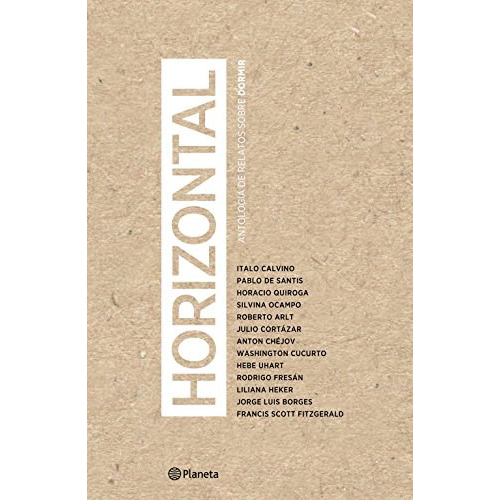 HORIZONTAL
ANTOLOGÍA DE RELATOS SOBRE DORMIR
ITALO CALVINO
PABLO DE SANTIS
HORACIO QUIROGA
SILVINA OCAMPO
ROBERTO ARLT
JULIO CORTÁZAR
ANTON CHÉJOV
WASHINGTON CUCURTO
HEBE UHART
RODRIGO FRESÁN
LILIANA HEKER
JORGE LUIS BORGES
FRANCIS SCOTT FITZGERALD
Planeta